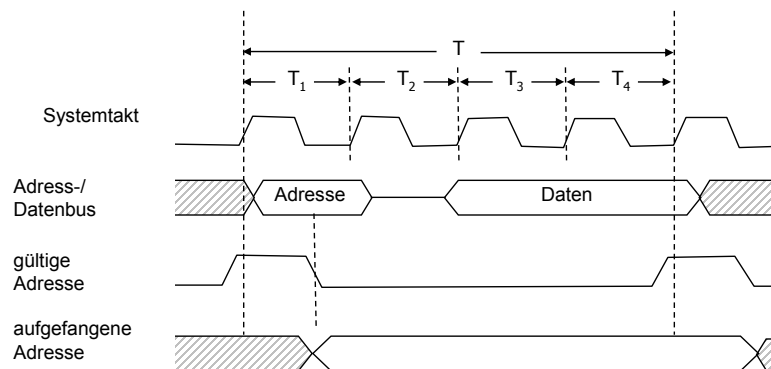 T
T₁ T₂ T₃ T₄
Systemtakt
Adress-/
Datenbus
Adresse
Daten
gültige
Adresse
aufgefangene
Adresse